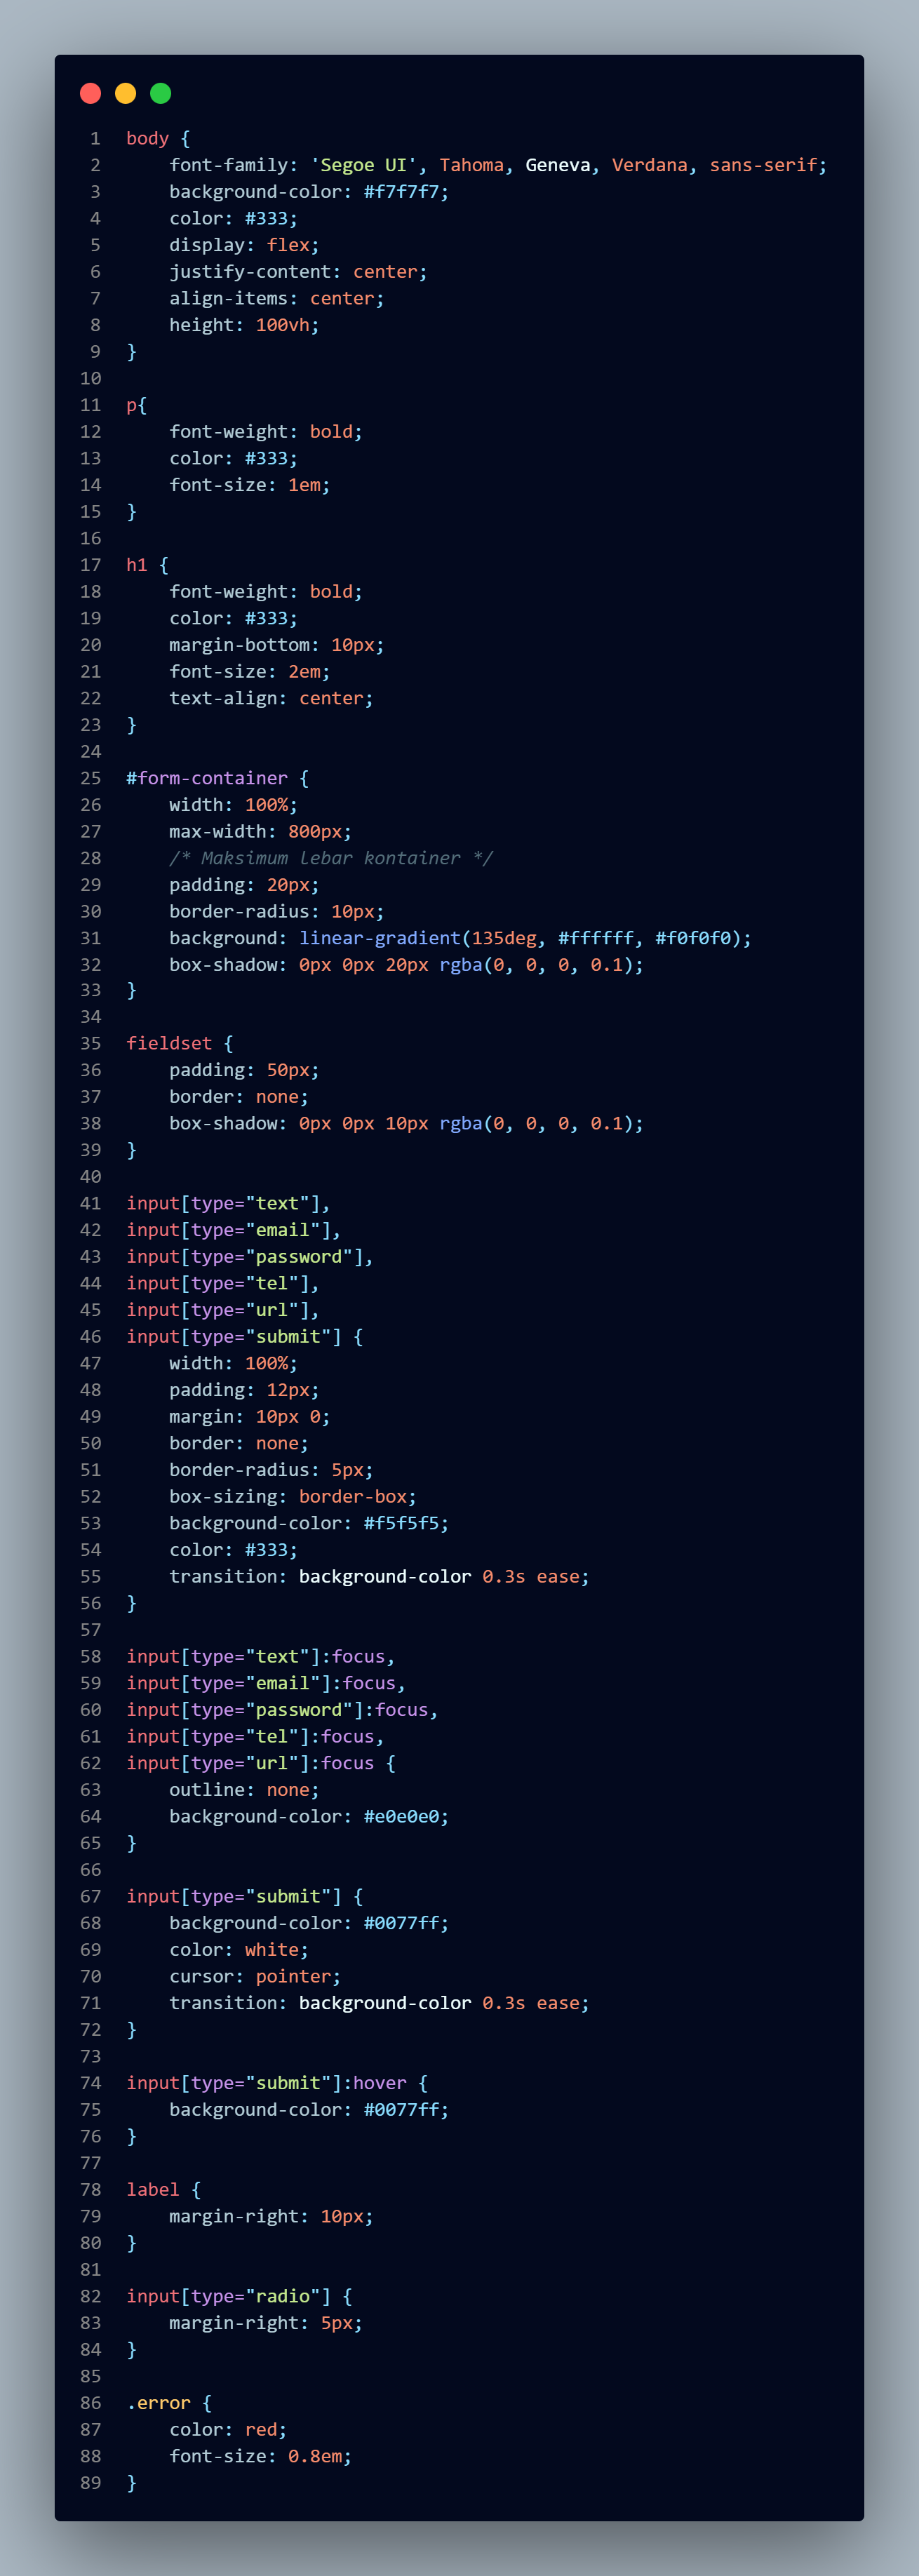 1 body {
2     font-family: 'Segoe UI', Tahoma, Geneva, Verdana, sans-serif;
3     background-color: #f7f7f7;
4     color: #333;
5     display: flex;
6     justify-content: center;
7     align-items: center;
8     height: 100vh;
9 }
10
11 p{
12     font-weight: bold;
13     color: #333;
14     font-size: 1em;
15 }
16
17 h1 {
18     font-weight: bold;
19     color: #333;
20     margin-bottom: 10px;
21     font-size: 2em;
22     text-align: center;
23 }
24
25 #form-container {
26     width: 100%;
27     max-width: 800px;
28     /* Maksimum lebar kontainer */
29     padding: 20px;
30     border-radius: 10px;
31     background: linear-gradient(135deg, #ffffff, #f0f0f0);
32     box-shadow: 0px 0px 20px rgba(0, 0, 0, 0.1);
33 }
34
35 fieldset {
36     padding: 50px;
37     border: none;
38     box-shadow: 0px 0px 10px rgba(0, 0, 0, 0.1);
39 }
40
41 input[type="text"],
42 input[type="email"],
43 input[type="password"],
44 input[type="tel"],
45 input[type="url"],
46 input[type="submit"] {
47     width: 100%;
48     padding: 12px;
49     margin: 10px 0;
50     border: none;
51     border-radius: 5px;
52     box-sizing: border-box;
53     background-color: #f5f5f5;
54     color: #333;
55     transition: background-color 0.3s ease;
56 }
57
58 input[type="text"]:focus,
59 input[type="email"]:focus,
60 input[type="password"]:focus,
61 input[type="tel"]:focus,
62 input[type="url"]:focus {
63     outline: none;
64     background-color: #e0e0e0;
65 }
66
67 input[type="submit"] {
68     background-color: #0077ff;
69     color: white;
70     cursor: pointer;
71     transition: background-color 0.3s ease;
72 }
73
74 input[type="submit"]:hover {
75     background-color: #0077ff;
76 }
77
78 label {
79     margin-right: 10px;
80 }
81
82 input[type="radio"] {
83     margin-right: 5px;
84 }
85
86 .error {
87     color: red;
88     font-size: 0.8em;
89 }